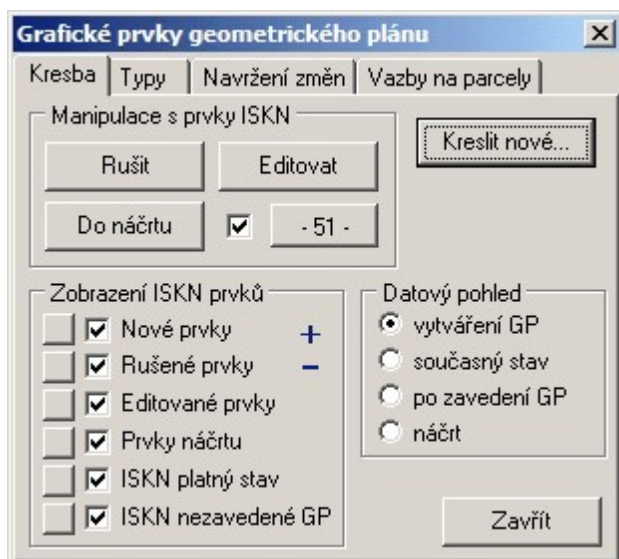 Grafické prvky geometrického plánu
Kresba Typy Navržení změn Vazby na parcely
Manipulace s prvky ISKN
Rušit Editovat
Do náčrtu - 51 -
Kreslit nové...
Zobrazení ISKN prvků
Nové prvky +
Rušené prvky -
Editované prvky
Prvky náčrtu
ISKN platný stav
ISKN nezavedené GP
Datový pohled
vytváření GP
současný stav
po zavedení GP
náčrt
Zavřít